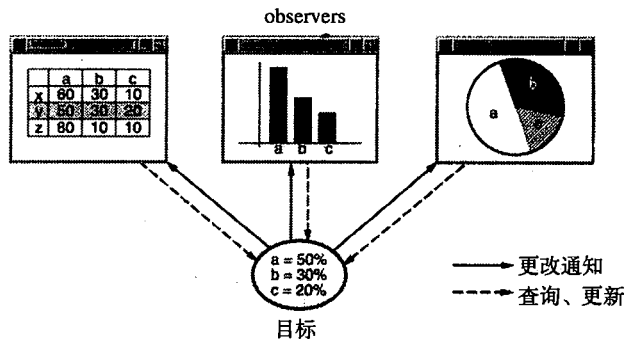 observers
a b c
x 60 30 10
y 50 30 20
z 80 10 10
a b c
a b c
a = 50%
b = 30%
c = 20%
目标
更改通知
查询、更新